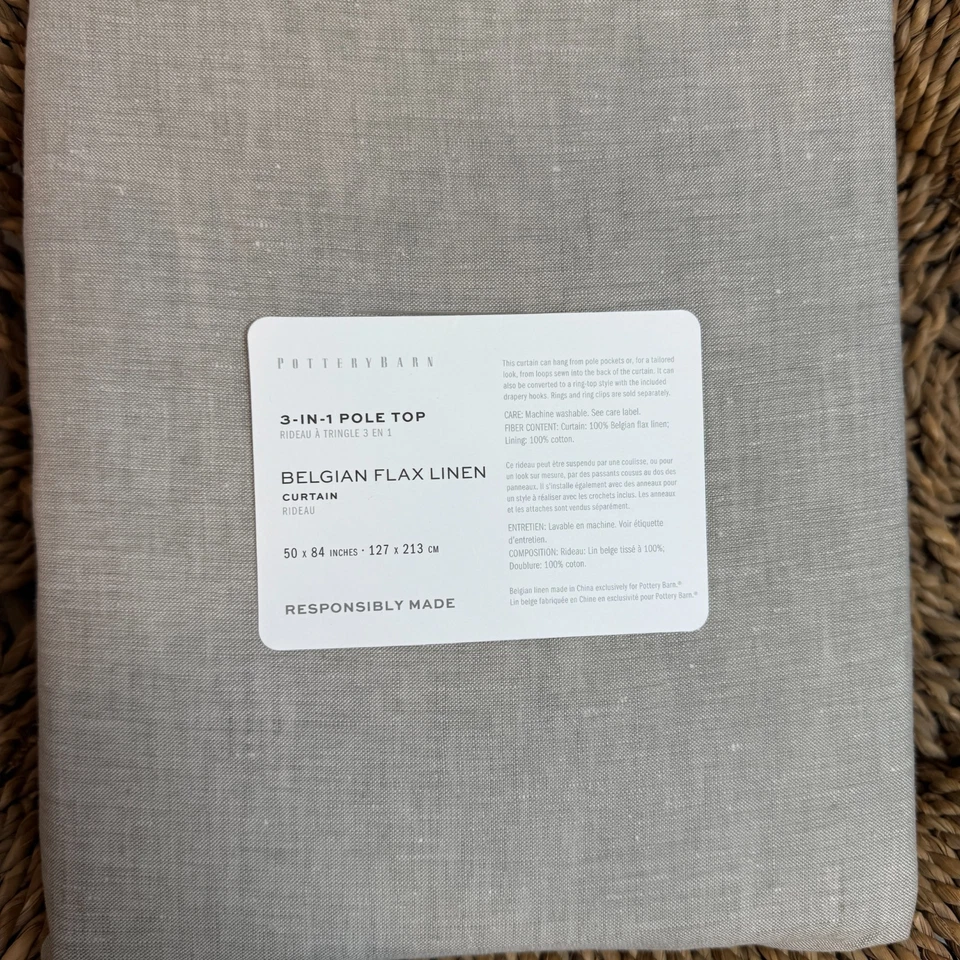 POTTERY BARN
3-IN-1 POLE TOP
RIDEAU À TRINGLE 3 EN 1
BELGIAN FLAX LINEN
CURTAIN
RIDEAU
50 x 84 INCHES · 127 x 213 CM
RESPONSIBLY MADE
This curtain can hang from pole pockets or, for a tailored
look, from loops sewn into the back of the curtain. It can
also be converted to a ring-top style with the included
drapery hooks. Rings and ring clips are sold separately.
CARE: Machine washable. See care label.
FIBER CONTENT: Curtain: 100% Belgian flax linen;
Lining: 100% cotton.
Ce rideau peut être suspendu par une coulisse, ou pour
un look sur mesure, par des passants cousus au dos des
panneaux. Il s'installe également avec des anneaux pour
un style à réaliser avec les crochets inclus. Les anneaux
et les attaches sont vendus séparément.
ENTRETIEN: Lavable en machine. Voir étiquette
d'entretien.
COMPOSITION: Rideau: Lin belge tissé à 100%;
Doublure: 100% coton.
Belgian linen made in China exclusively for Pottery Barn.®
Lin belge fabriquée en Chine en exclusivité pour Pottery Barn.®